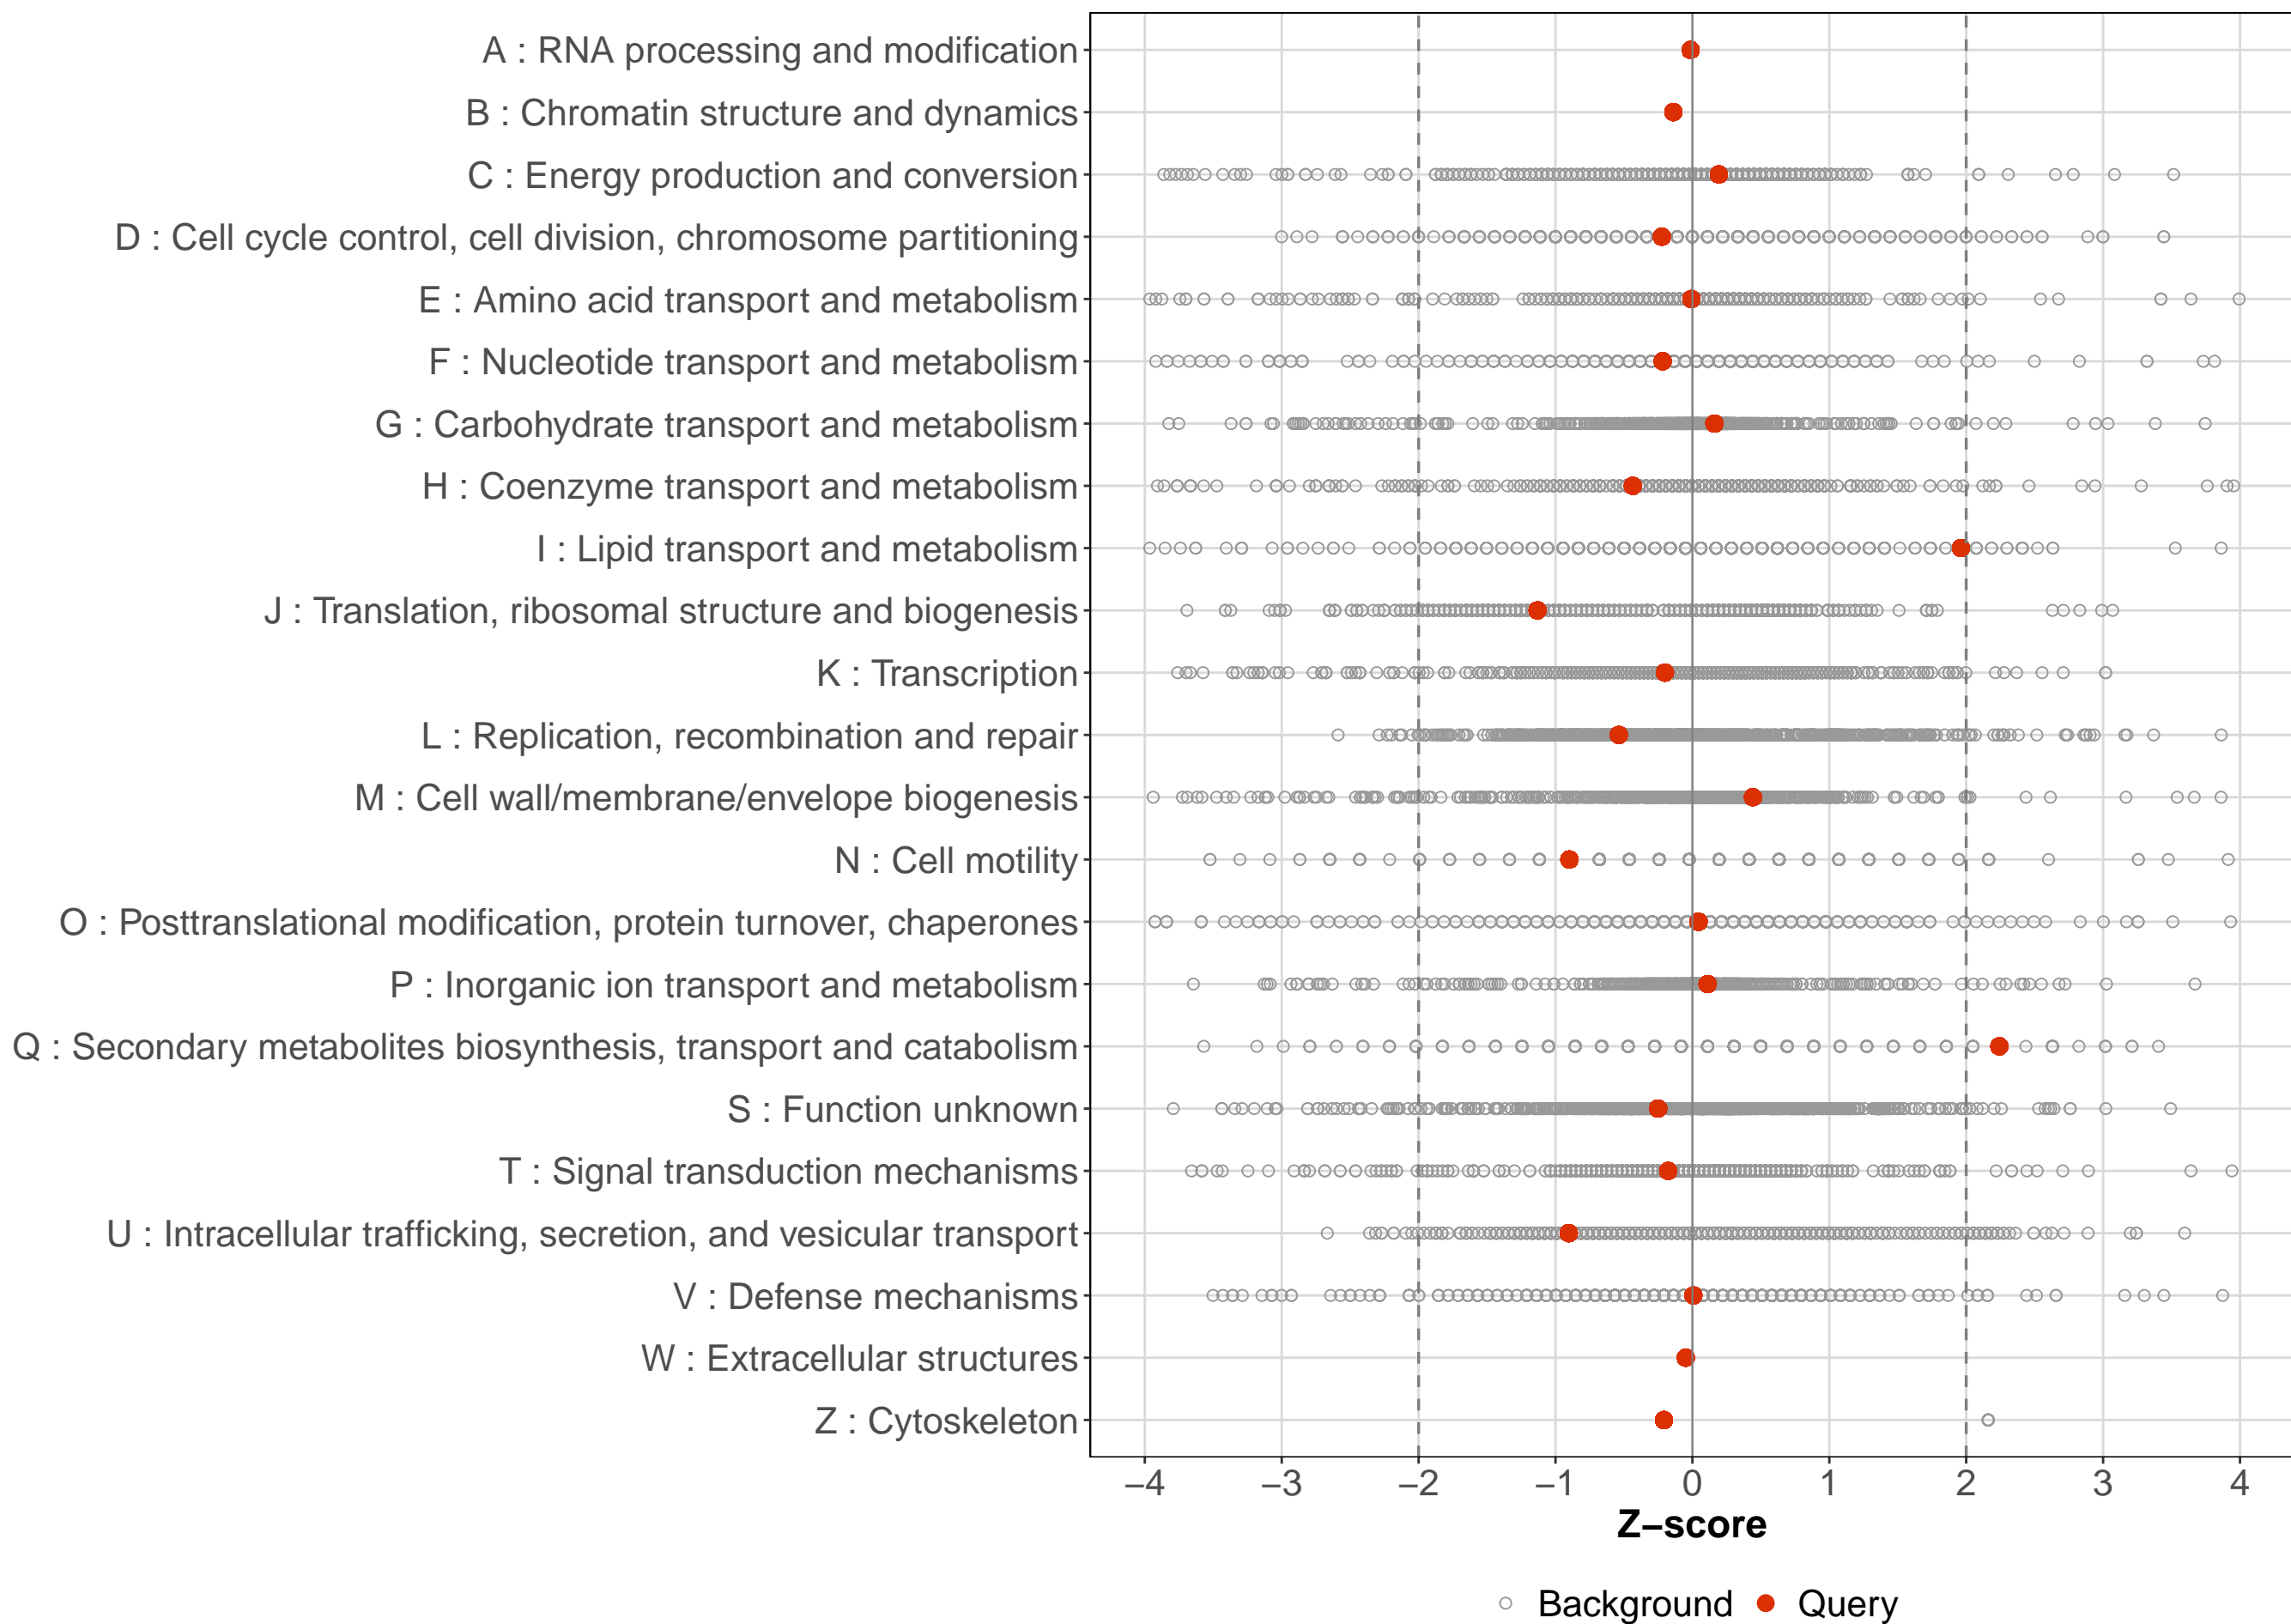 A : RNA processing and modification
B : Chromatin structure and dynamics
C : Energy production and conversion
D : Cell cycle control, cell division, chromosome partitioning
E : Amino acid transport and metabolism
F : Nucleotide transport and metabolism
G : Carbohydrate transport and metabolism
H : Coenzyme transport and metabolism
I : Lipid transport and metabolism
J : Translation, ribosomal structure and biogenesis
K : Transcription
L : Replication, recombination and repair
M : Cell wall/membrane/envelope biogenesis
N : Cell motility
O : Posttranslational modification, protein turnover, chaperones
P : Inorganic ion transport and metabolism
Q : Secondary metabolites biosynthesis, transport and catabolism
S : Function unknown
T : Signal transduction mechanisms
U : Intracellular trafficking, secretion, and vesicular transport
V : Defense mechanisms
W : Extracellular structures
Z : Cytoskeleton
−4 −3 −2 −1 0 1 2 3 4
Z−score
Background Query